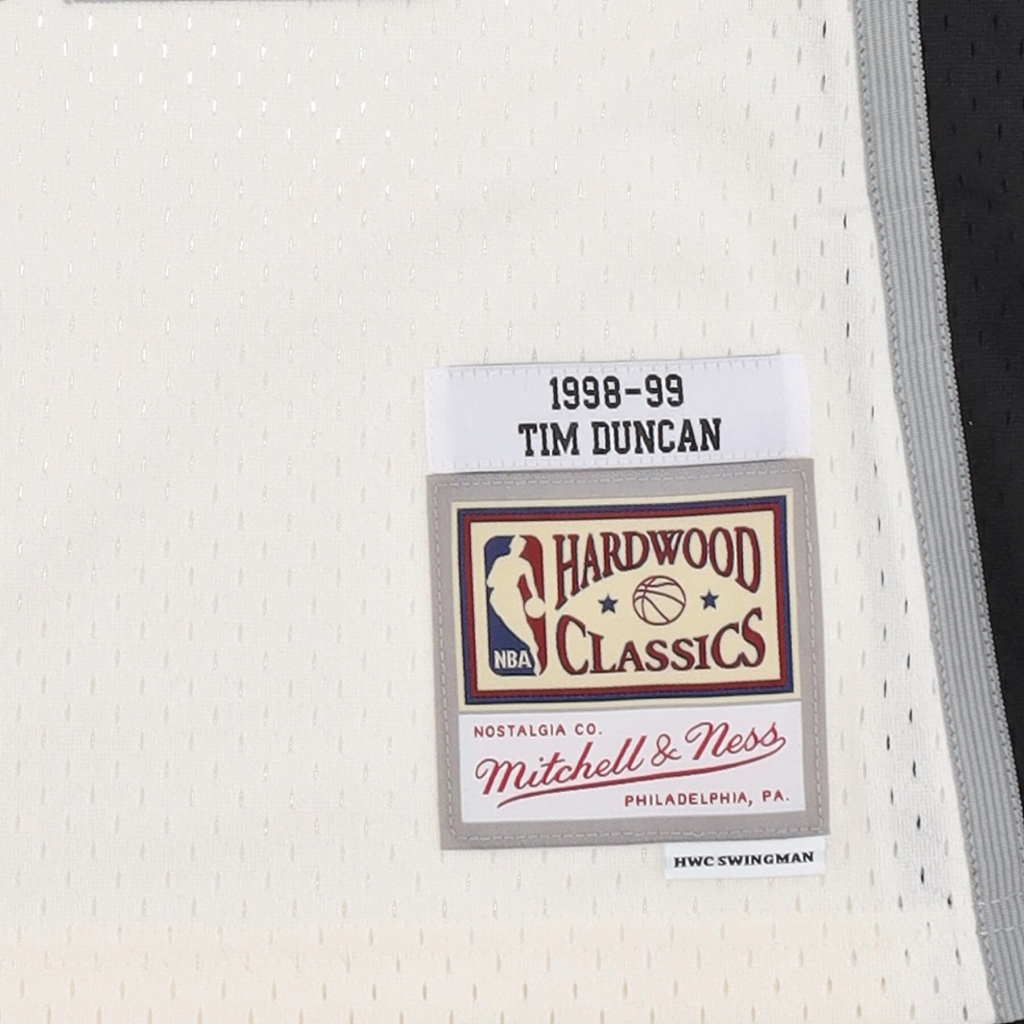 1998-99
TIM DUNCAN
HARDWOOD
CLASSICS
NBA
NOSTALGIA CO.
Mitchell & Ness
PHILADELPHIA, PA.
HWC SWINGMAN